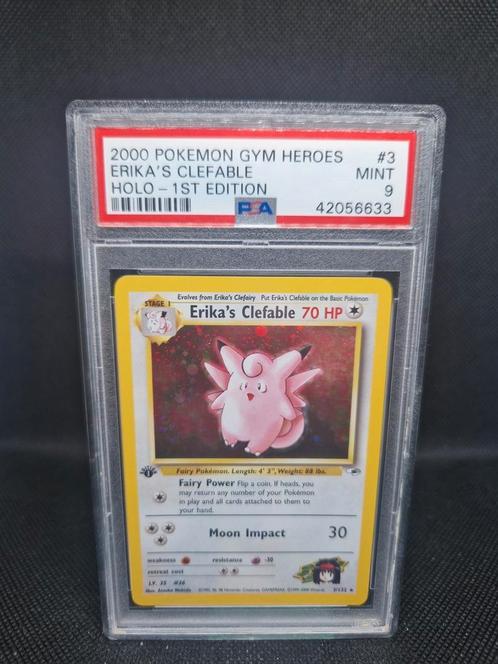 2000 POKEMON GYM HEROES #3
ERIKA'S CLEFABLE MINT
HOLO - 1ST EDITION 9
PSA 42056633
Evolves from Erika's Clefairy Put Erika's Clefable on the Basic Pokémon
STAGE 1
Erika's Clefable 70 HP
Fairy Pokémon. Length: 4' 3", Weight: 88 lbs.
Fairy Power Flip a coin. If heads, you
may return any number of your Pokémon
in play and all cards attached to them to
your hand.
Moon Impact 30
weakness resistance -30
retreat cost
LV. 35 #36
3/132